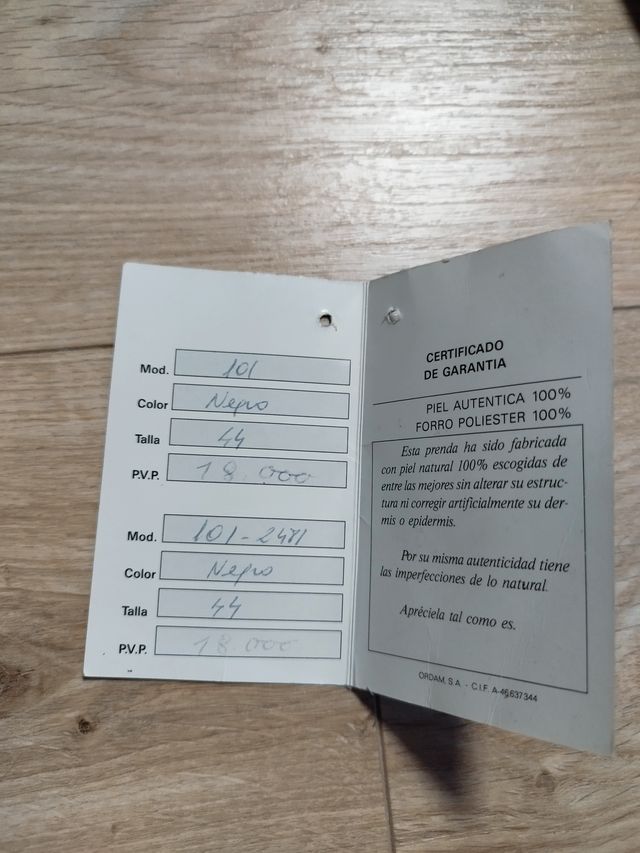 Mod. 101
Color Negro
Talla 44
P.V.P. 18.000
Mod. 101-2471
Color Negro
Talla 44
P.V.P. 18.000
CERTIFICADO
DE GARANTIA
PIEL AUTENTICA 100%
FORRO POLIESTER 100%
Esta prenda ha sido fabricada
con piel natural 100% escogidas de
entre las mejores sin alterar su estruc-
tura ni corregir artificialmente su der-
mis o epidermis.
Por su misma autenticidad tiene
las imperfecciones de lo natural.
Apréciela tal como es.
ORDAM, S.A. - C.I.F. A-46.637344